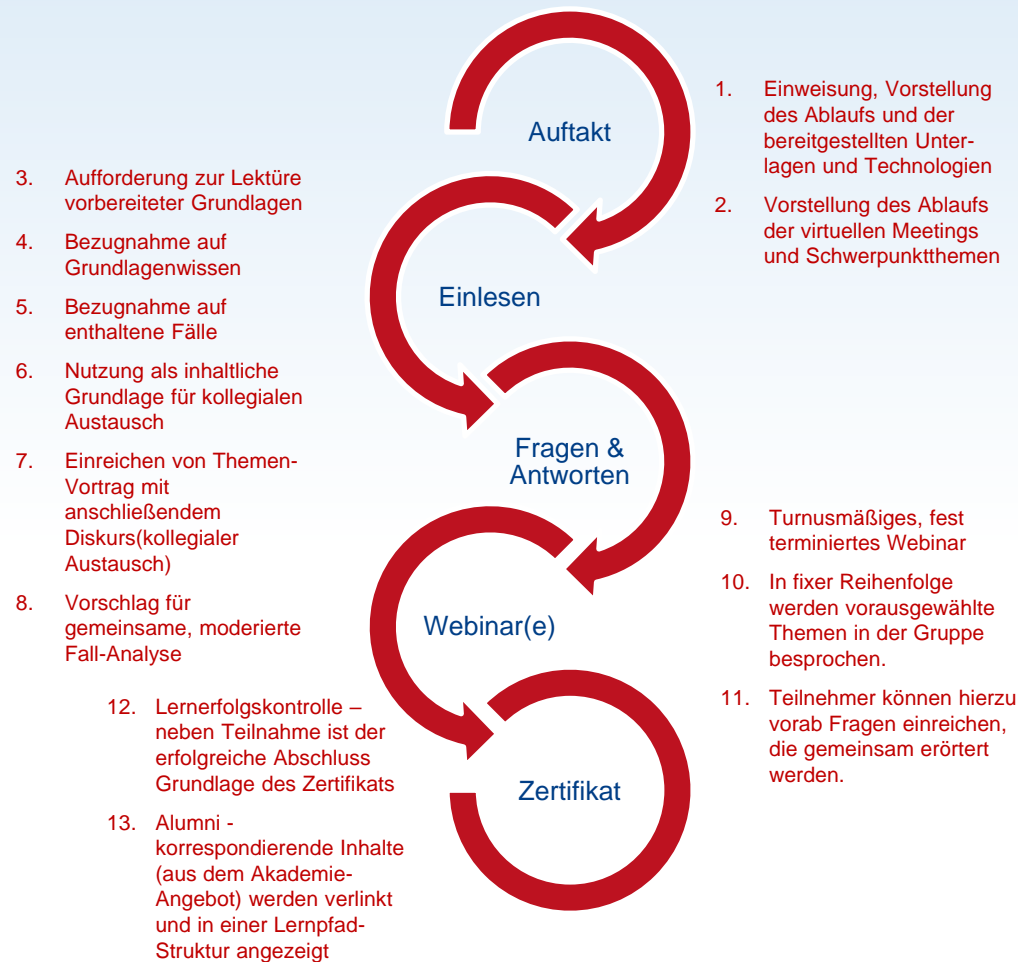 Auftakt
1. Einweisung, Vorstellung
des Ablaufs und der
bereitgestellten Unter-
lagen und Technologien
2. Vorstellung des Ablaufs
der virtuellen Meetings
und Schwerpunktthemen
3. Aufforderung zur Lektüre
vorbereiteter Grundlagen
4. Bezugnahme auf
Grundlagenwissen
5. Bezugnahme auf
enthaltene Fälle
6. Nutzung als inhaltliche
Grundlage für kollegialen
Austausch
7. Einreichen von Themen-
Vortrag mit
anschließendem
Diskurs(kollegialer
Austausch)
8. Vorschlag für
gemeinsame, moderierte
Fall-Analyse
Einlesen
Fragen &
Antworten
Webinar(e)
9. Turnusmäßiges, fest
terminiertes Webinar
10. In fixer Reihenfolge
werden vorausgewählte
Themen in der Gruppe
besprochen.
11. Teilnehmer können hierzu
vorab Fragen einreichen,
die gemeinsam erörtert
werden.
12. Lernerfolgskontrolle –
neben Teilnahme ist der
erfolgreiche Abschluss
Grundlage des Zertifikats
13. Alumni -
korrespondierende Inhalte
(aus dem Akademie-
Angebot) werden verlinkt
und in einer Lernpfad-
Struktur angezeigt
Zertifikat